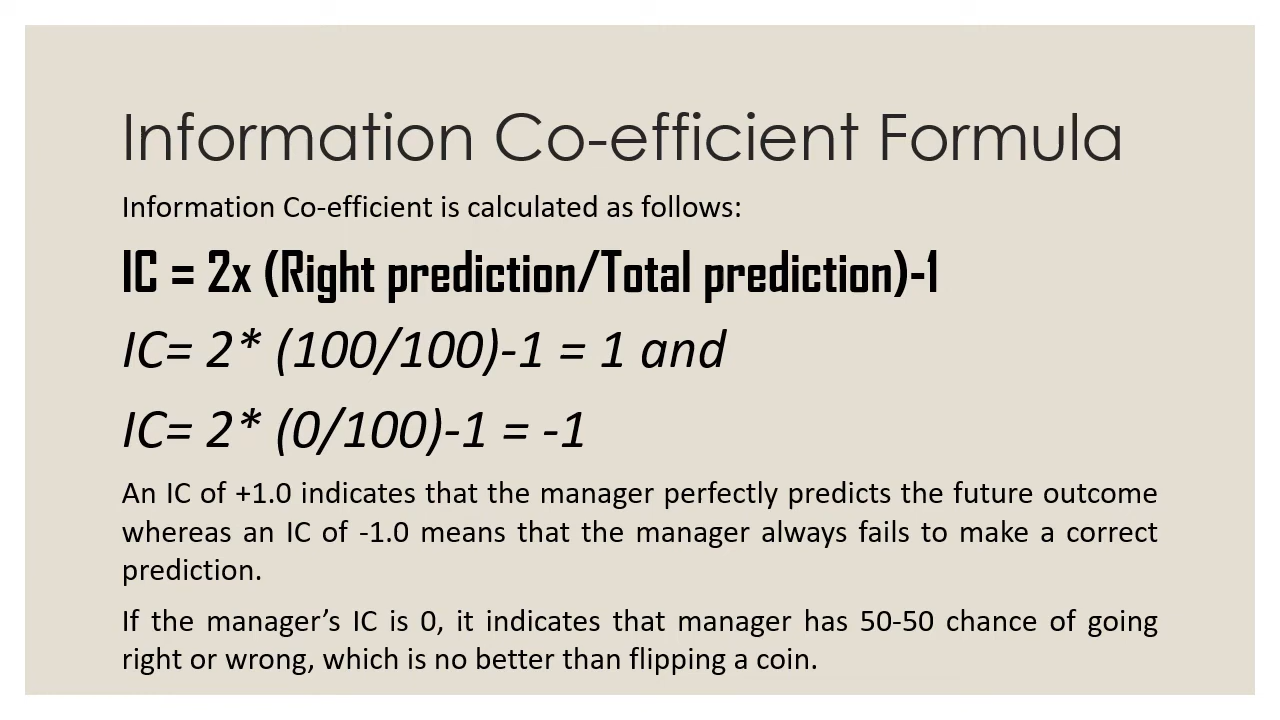 Information Co-efficient Formula
Information Co-efficient is calculated as follows:
IC = 2x (Right prediction/Total prediction)-1
IC= 2* (100/100)-1 = 1 and
IC= 2* (0/100)-1 = -1
An IC of +1.0 indicates that the manager perfectly predicts the future outcome
whereas an IC of -1.0 means that the manager always fails to make a correct
prediction.
If the manager’s IC is 0, it indicates that manager has 50-50 chance of going
right or wrong, which is no better than flipping a coin.